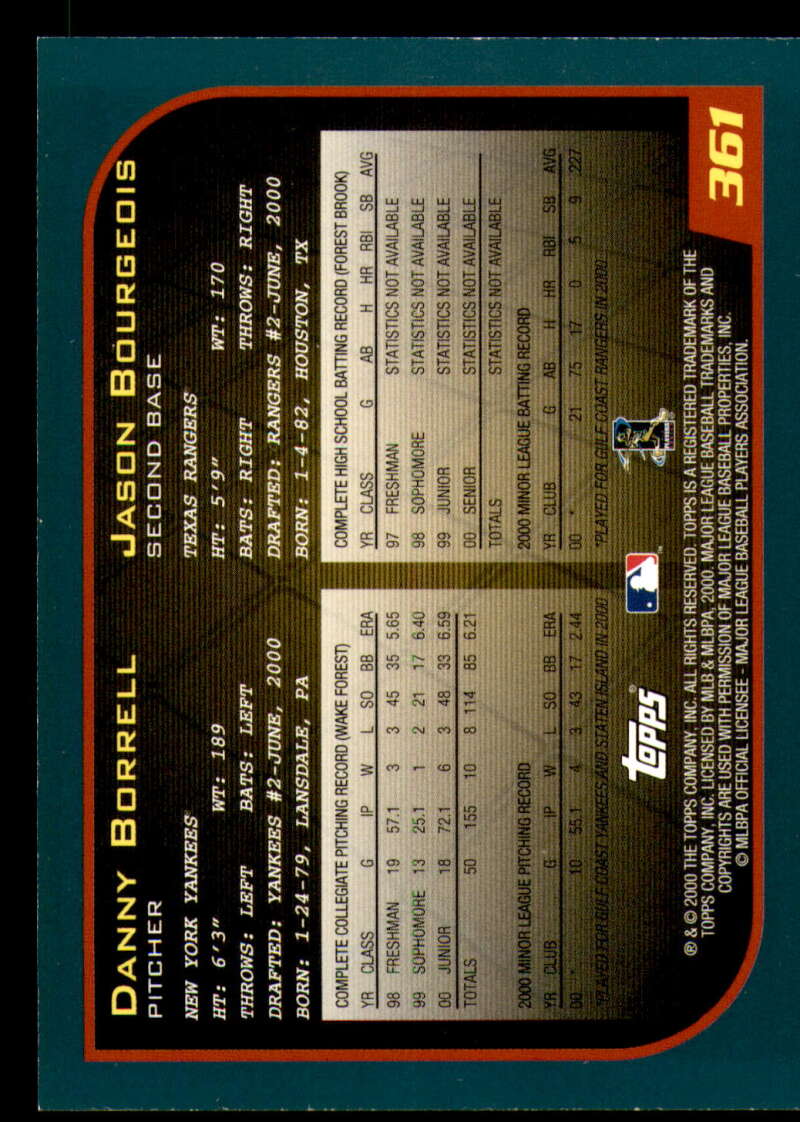 DANNY BORRELL
PITCHER
NEW YORK YANKEES
HT: 6'3" WT: 189
THROWS: LEFT BATS: LEFT
DRAFTED: YANKEES #2-JUNE, 2000
BORN: 1-24-79, LANSDALE, PA
COMPLETE COLLEGIATE PITCHING RECORD (WAKE FOREST)
YR CLASS G IP W L SO BB ERA
98 FRESHMAN 19 57.1 3 3 45 35 5.65
99 SOPHOMORE 13 25.1 1 2 21 17 6.40
00 JUNIOR 18 72.1 6 3 48 33 6.59
TOTALS 50 155 10 8 114 85 6.21
2000 MINOR LEAGUE PITCHING RECORD
YR CLUB G IP W L SO BB ERA
00 * 10 55.1 4 3 43 17 2.44
*PLAYED FOR GULF COAST YANKEES AND STATEN ISLAND IN 2000
JASON BOURGEOIS
SECOND BASE
TEXAS RANGERS
HT: 5'9" WT: 170
BATS: RIGHT THROWS: RIGHT
DRAFTED: RANGERS #2-JUNE, 2000
BORN: 1-4-82, HOUSTON, TX
COMPLETE HIGH SCHOOL BATTING RECORD (FOREST BROOK)
YR CLASS G AB H HR RBI SB AVG
97 FRESHMAN STATISTICS NOT AVAILABLE
98 SOPHOMORE STATISTICS NOT AVAILABLE
99 JUNIOR STATISTICS NOT AVAILABLE
00 SENIOR STATISTICS NOT AVAILABLE
TOTALS STATISTICS NOT AVAILABLE
2000 MINOR LEAGUE BATTING RECORD
YR CLUB G AB H HR RBI SB AVG
00 * 21 75 17 0 5 9 .227
*PLAYED FOR GULF COAST RANGERS IN 2000
361
TOPPS®
™
® & © 2000 THE TOPPS COMPANY, INC. ALL RIGHTS RESERVED. TOPPS IS A REGISTERED TRADEMARK OF THE
TOPPS COMPANY, INC. LICENSED BY MLB & MLBPA, 2000. MAJOR LEAGUE BASEBALL TRADEMARKS AND
COPYRIGHTS ARE USED WITH PERMISSION OF MAJOR LEAGUE BASEBALL PROPERTIES, INC.
© MLBPA OFFICIAL LICENSEE - MAJOR LEAGUE BASEBALL PLAYERS ASSOCIATION.